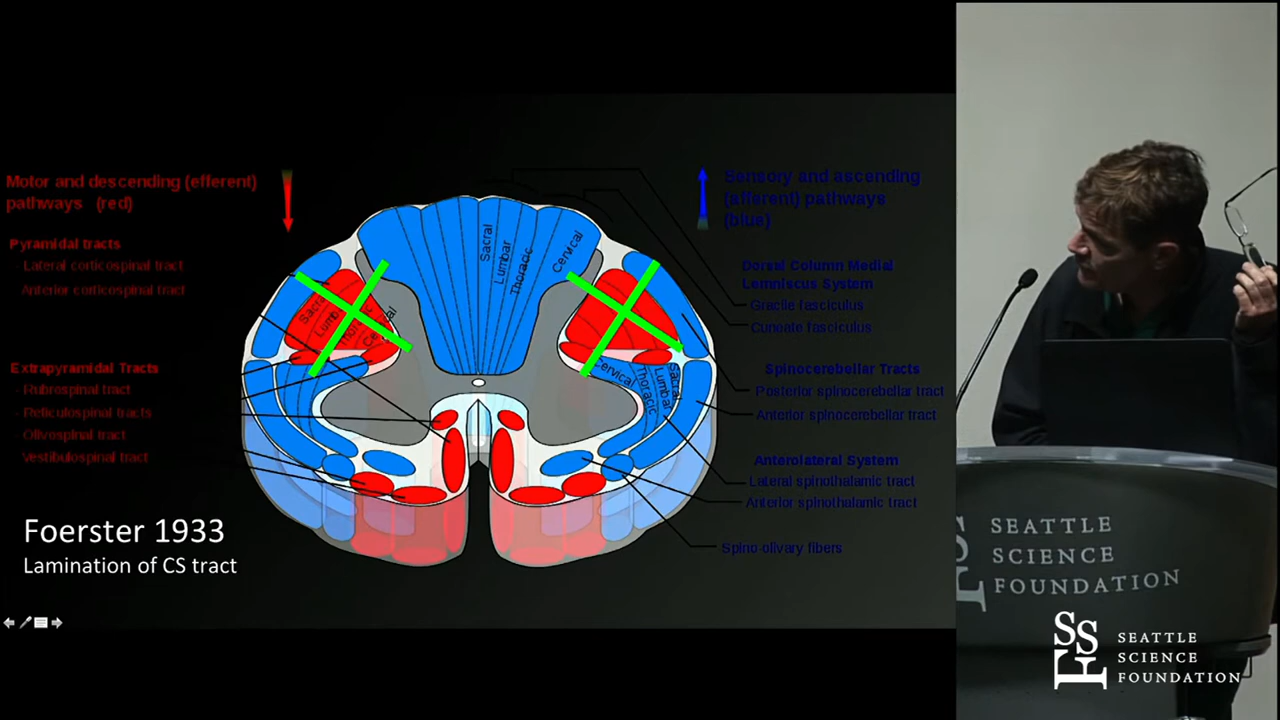 Motor and descending (efferent)
pathways (red)
Pyramidal tracts
- Lateral corticospinal tract
- Anterior corticospinal tract
Extrapyramidal Tracts
- Rubrospinal tract
- Reticulospinal tracts
- Olivospinal tract
- Vestibulospinal tract
Foerster 1933
Lamination of CS tract
Sacral
Lumbar
Thoracic
Cervical
Sacral
Cervical
Cervical
Thoracic
Lumbar
Sacral
Sensory and ascending
(afferent) pathways
(blue)
Dorsal Column Medial
Lemniscus System
Gracile fasciculus
Cuneate fasciculus
Spinocerebellar Tracts
Posterior spinocerebellar tract
Anterior spinocerebellar tract
Anterolateral System
Lateral spinothalamic tract
Anterior spinothalamic tract
Spino-olivary fibers
SEATTLE
SCIENCE
FOUNDATION
SSF
SEATTLE
SCIENCE
FOUNDATION